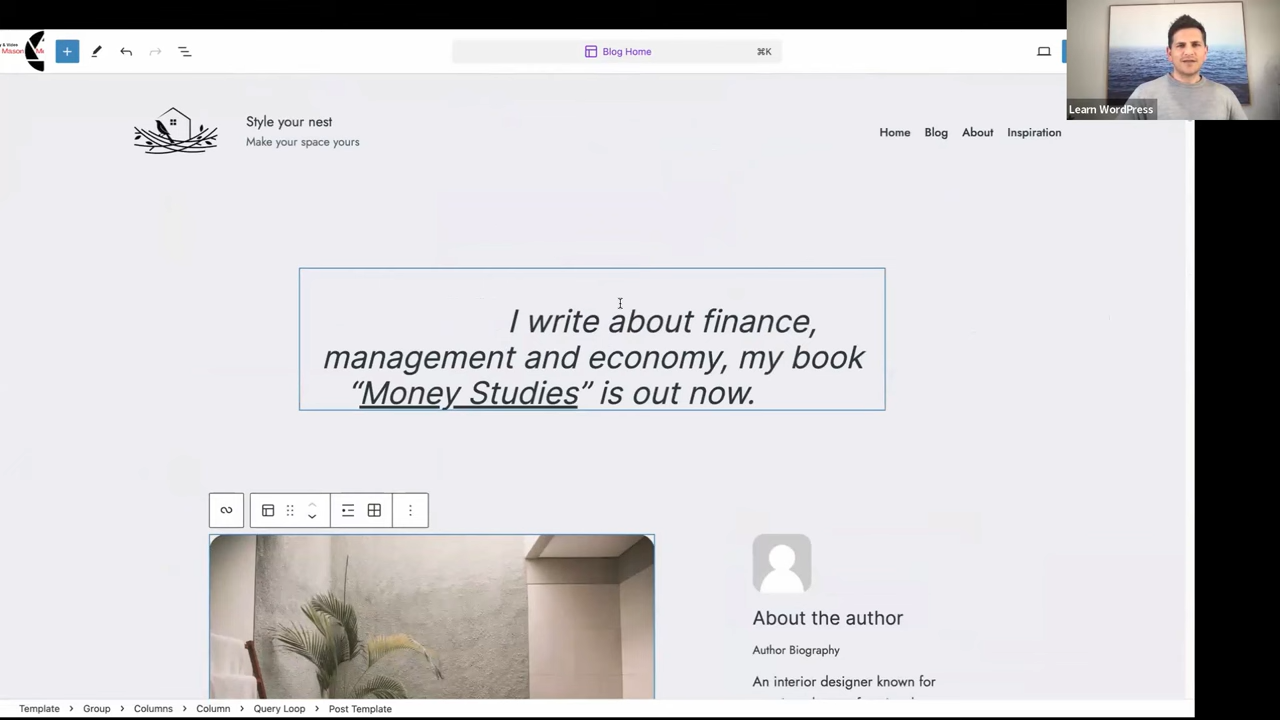 Blog Home
⌘K
Learn WordPress
Style your nest
Make your space yours
Home Blog About Inspiration
I write about finance,
management and economy, my book
“Money Studies” is out now.
About the author
Author Biography
An interior designer known for
Template > Group > Columns > Column > Query Loop > Post Template